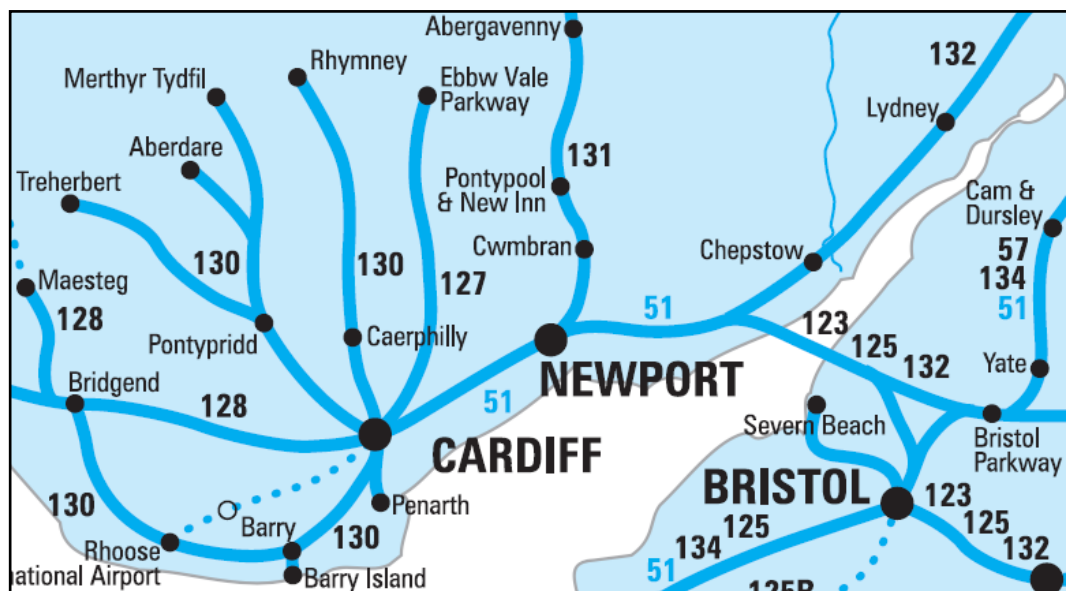 Abergavenny
Rhymney
132
Merthyr Tydfil
Ebbw Vale
Parkway
Lydney
Aberdare
131
Treherbert
Pontypool
& New Inn
Cam &
Dursley
Cwmbran
Chepstow
57
130
130
127
134
Maesteg
51
51
128
123
Pontypridd
Caerphilly
125
Yate
132
NEWPORT
Bridgend
51
128
Severn Beach
Bristol
Parkway
CARDIFF
BRISTOL
130
Penarth
123
Barry
125
125
130
134
132
Rhoose
national Airport
Barry Island
51
125B